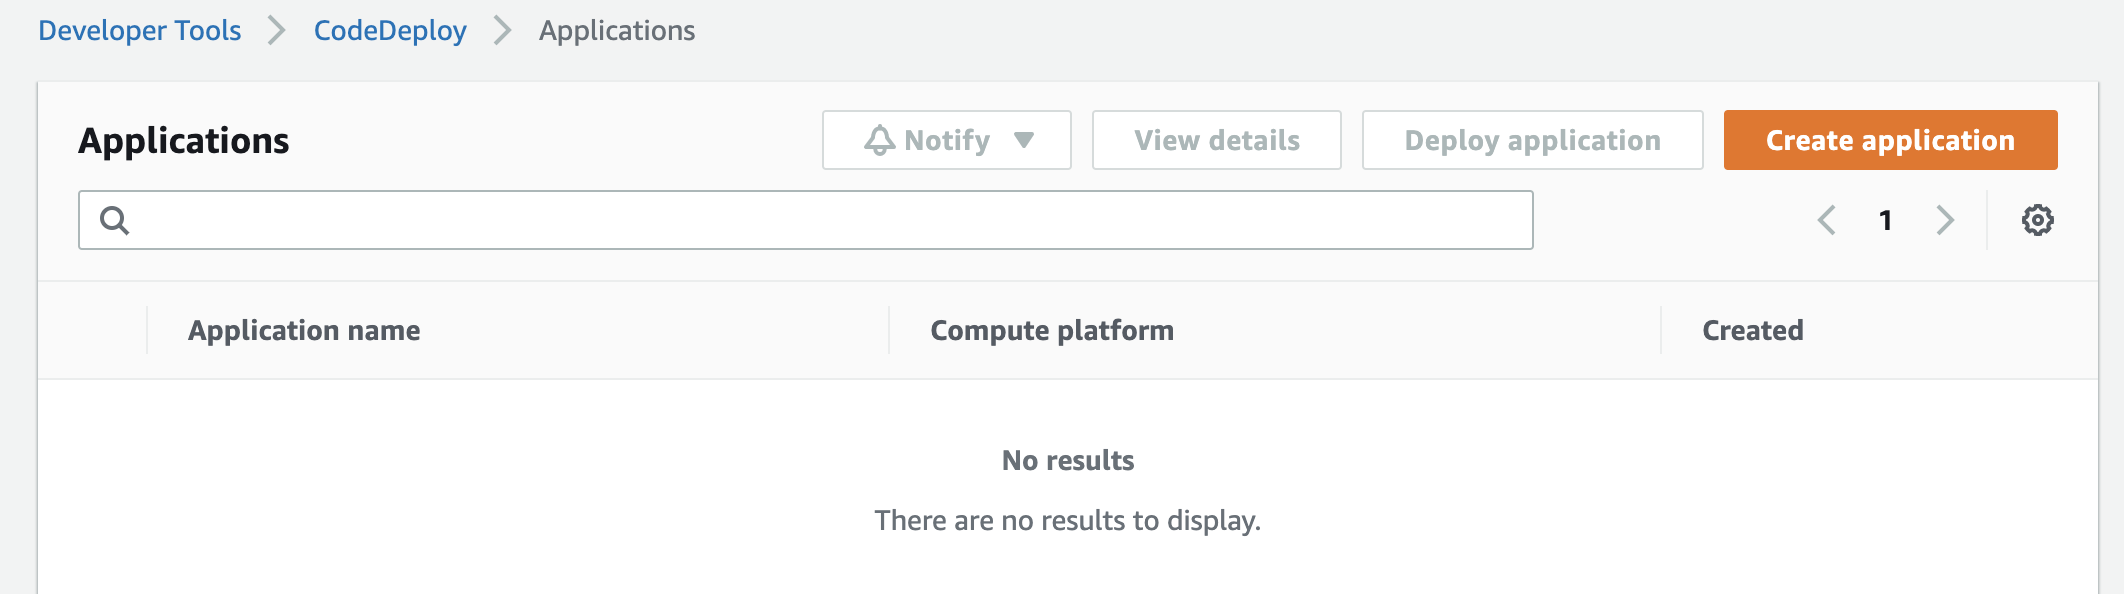 Developer Tools CodeDeploy Applications
Applications Notify View details Deploy application Create application
1
Application name Compute platform Created
No results
There are no results to display.